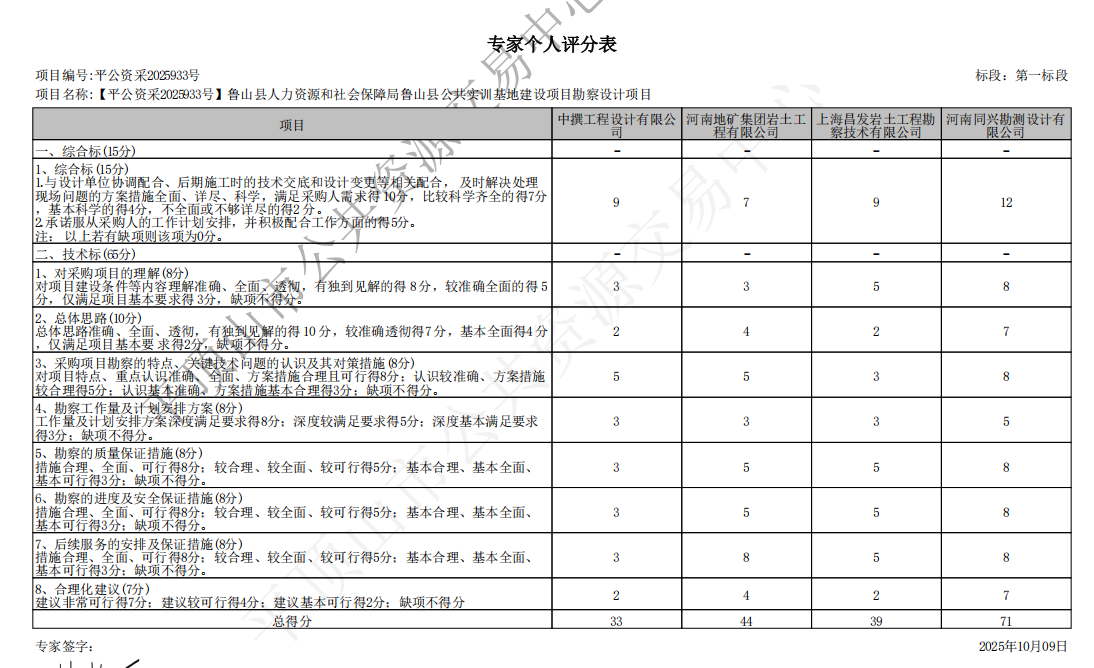 专家个人评分表
项目编号:平公资采2025933号
标段：第一标段
项目名称:【平公资采2025933号】鲁山县人力资源和社会保障局鲁山县公共实训基地建设项目勘察设计项目
项目
中撰工程设计有限公
司
河南地矿集团岩土工
程有限公司
上海昌发岩土工程勘
察技术有限公司
河南同兴勘测设计有
限公司
一、综合标(15分)
-
-
-
-
1、综合标(15分)
1.与设计单位协调配合、后期施工时的技术交底和设计变更等相关配合， 及时解决处理
现场问题的方案措施全面、详尽、科学，满足采购人需求得 10分，比较科学齐全的得7分
，基本科学的得4分，不全面或不够详尽的得2 分。
2.承诺服从采购人的工作计划安排，并积极配合工作方面的得5分。
注： 以上若有缺项则该项为0分。
9
7
9
12
二、技术标(65分)
-
-
-
-
1、对采购项目的理解(8分)
对项目建设条件等内容理解准确、全面、透彻，有独到见解的得 8 分，较准确全面的得 5
分，仅满足项目基本要求得 3分，缺项不得分。
3
3
5
8
2、总体思路(10分)
总体思路准确、全面、透彻，有独到见解的得 10 分，较准确透彻得7 分，基本全面得4 分
，仅满足项目基本要 求得2分，缺项不得分。
2
4
2
7
3、采购项目勘察的特点、关键技术问题的认识及其对策措施(8分)
对项目特点、重点认识准确、全面、方案措施合理且可行得8分；认识较准确、方案措施
较合理得5分；认识基本准确、方案措施基本合理得3分；缺项不得分。
5
5
3
8
4、勘察工作量及计划安排方案(8分)
工作量及计划安排方案深度满足要求得8分；深度较满足要求得5分；深度基本满足要求
得3分；缺项不得分。
3
3
3
5
5、勘察的质量保证措施(8分)
措施合理、全面、可行得8分；较合理、较全面、较可行得5分；基本合理、基本全面、
基本可行得3分；缺项不得分。
3
5
5
8
6、勘察的进度及安全保证措施(8分)
措施合理、全面、可行得8分；较合理、较全面、较可行得5分；基本合理、基本全面、
基本可行得3分；缺项不得分。
3
5
5
8
7、后续服务的安排及保证措施(8分)
措施合理、全面、可行得8分；较合理、较全面、较可行得5分；基本合理、基本全面、
基本可行得3分；缺项不得分。
3
8
5
8
8、合理化建议(7分)
建议非常可行得7分；建议较可行得4分；建议基本可行得2分；缺项不得分
2
4
2
7
总得分
33
44
39
71
专家签字：
2025年10月09日
平顶山市公共资源交易中心
平顶山市公共资源交易中心